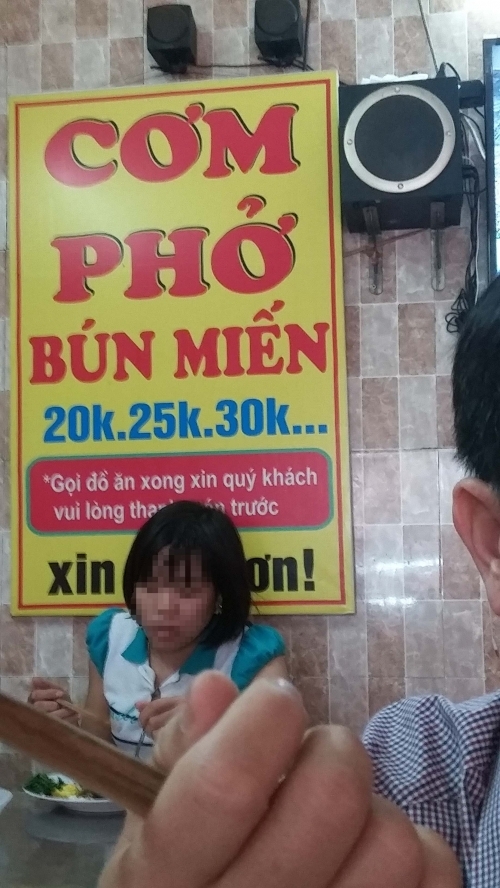 CƠM
PHỞ
BÚN MIẾN
20k.25k.30k...
*Gọi đồ ăn xong xin quý khách
vui lòng trước
xin ơn!